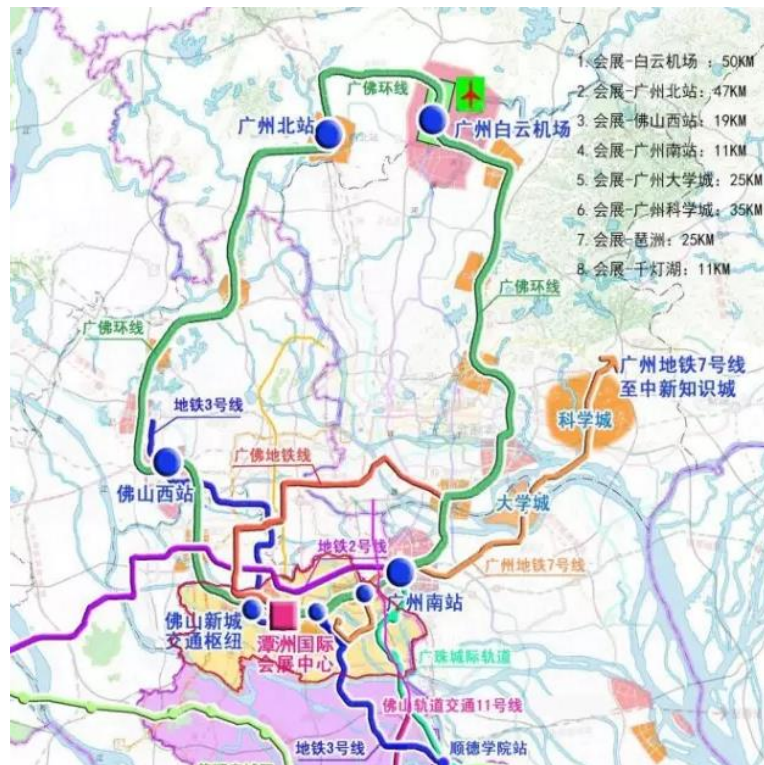 广佛环线
广州北站
广州白云机场
1. 会展-白云机场：50KM
2. 会展-广州北站：47KM
3. 会展-佛山西站：19KM
4. 会展-广州南站：11KM
5. 会展-广州大学城：25KM
6. 会展-广州科学城：35KM
7. 会展-琶洲：25KM
8. 会展-千灯湖：11KM
广佛环线
广佛环线
广州地铁7号线
至中新知识城
地铁3号线
科学城
广佛地铁线
佛山西站
大学城
地铁2号线
广州地铁7号线
广州南站
佛山新城
交通枢纽
潭洲国际
会展中心
广珠城际轨道
佛山轨道交通11号线
地铁3号线
顺德学院站